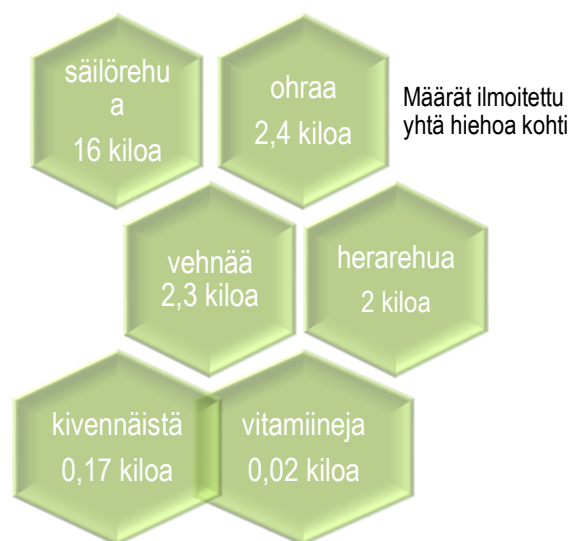 säilörehu
a
16 kiloa
ohraa
2,4 kiloa
Määrät ilmoitettu
yhtä hiehoa kohti
vehnää
2,3 kiloa
herarehua
2 kiloa
kivennäistä
0,17 kiloa
vitamiineja
0,02 kiloa